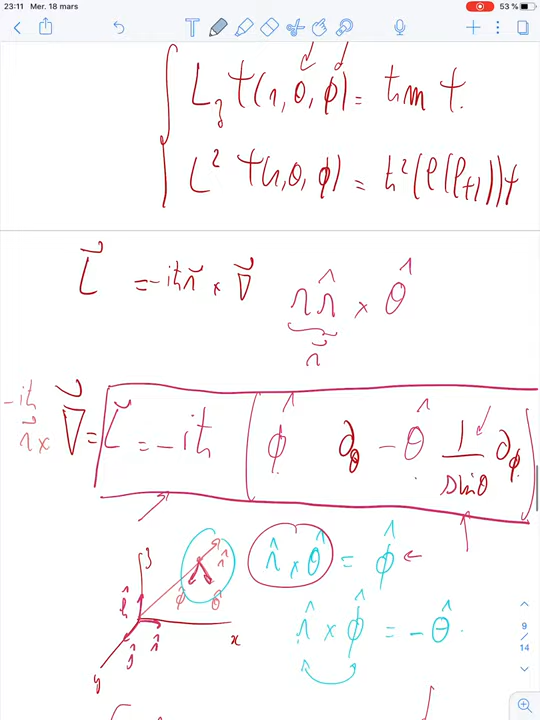 23:11 Mer. 18 mars 53 %
L_z Ψ(r, θ, φ) = ħm Ψ.
L² Ψ(r, θ, φ) = ħ²(ℓ(ℓ+1))Ψ
L⃗ = -iħ r⃗ × ∇⃗ r r̂ × θ̂
r⃗
-iħ r⃗ × ∇⃗ = L⃗ = -iħ ( φ̂ ∂_θ - θ̂ 1/sinθ ∂_φ )
r̂ × θ̂ = φ̂ ←
r̂ × φ̂ = -θ̂.
z r̂ φ̂ θ̂
k̂ ĵ x
y
9
/
14